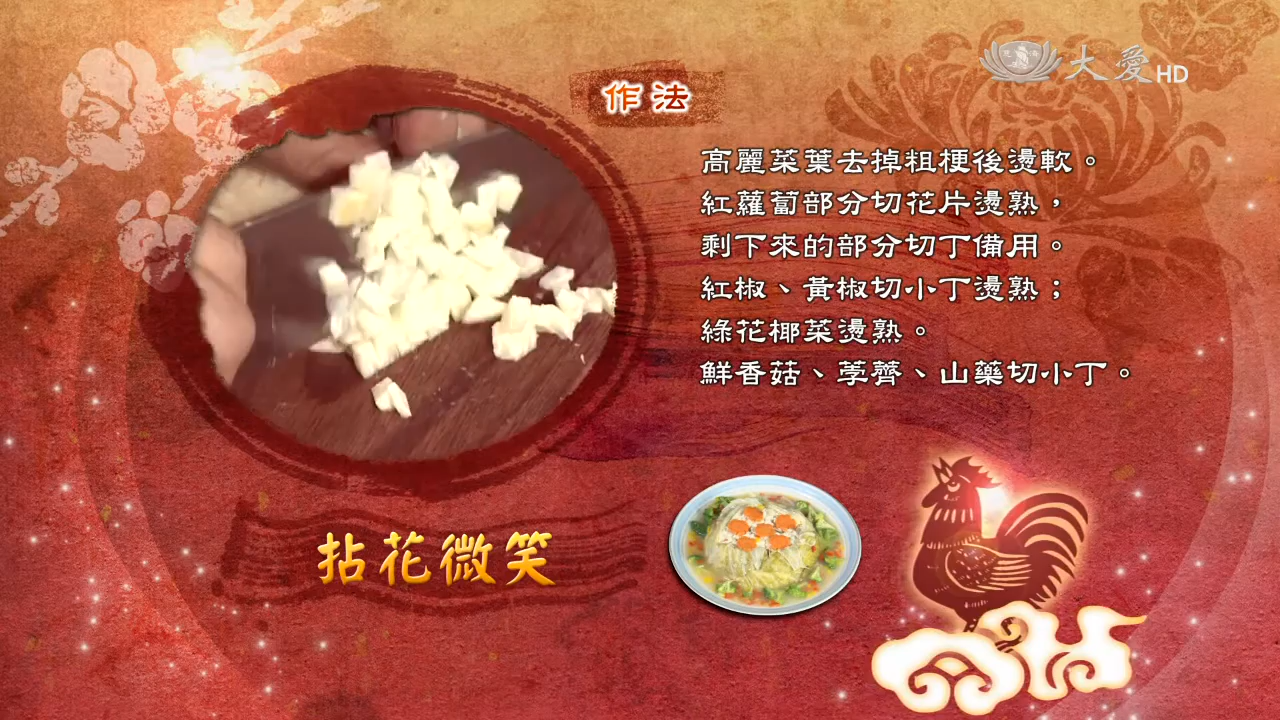 大愛HD
作法
高麗菜葉去掉粗梗後燙軟。
紅蘿蔔部分切花片燙熟，
剩下來的部分切丁備用。
紅椒、黃椒切小丁燙熟；
綠花椰菜燙熟。
鮮香菇、荸薺、山藥切小丁。
拈花微笑